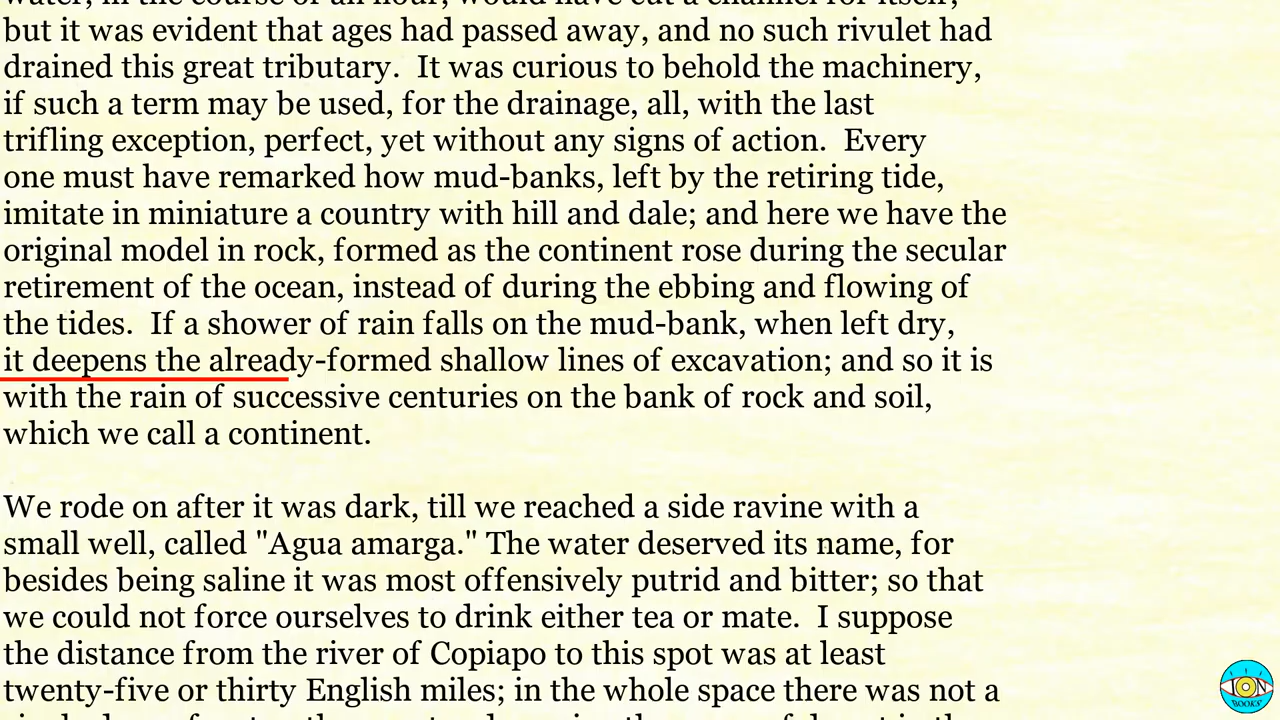 but it was evident that ages had passed away, and no such rivulet had
drained this great tributary.  It was curious to behold the machinery,
if such a term may be used, for the drainage, all, with the last
trifling exception, perfect, yet without any signs of action.  Every
one must have remarked how mud-banks, left by the retiring tide,
imitate in miniature a country with hill and dale; and here we have the
original model in rock, formed as the continent rose during the secular
retirement of the ocean, instead of during the ebbing and flowing of
the tides.  If a shower of rain falls on the mud-bank, when left dry,
it deepens the already-formed shallow lines of excavation; and so it is
with the rain of successive centuries on the bank of rock and soil,
which we call a continent.
We rode on after it was dark, till we reached a side ravine with a
small well, called "Agua amarga." The water deserved its name, for
besides being saline it was most offensively putrid and bitter; so that
we could not force ourselves to drink either tea or mate.  I suppose
the distance from the river of Copiapo to this spot was at least
twenty-five or thirty English miles; in the whole space there was not a
ION
BOOKS